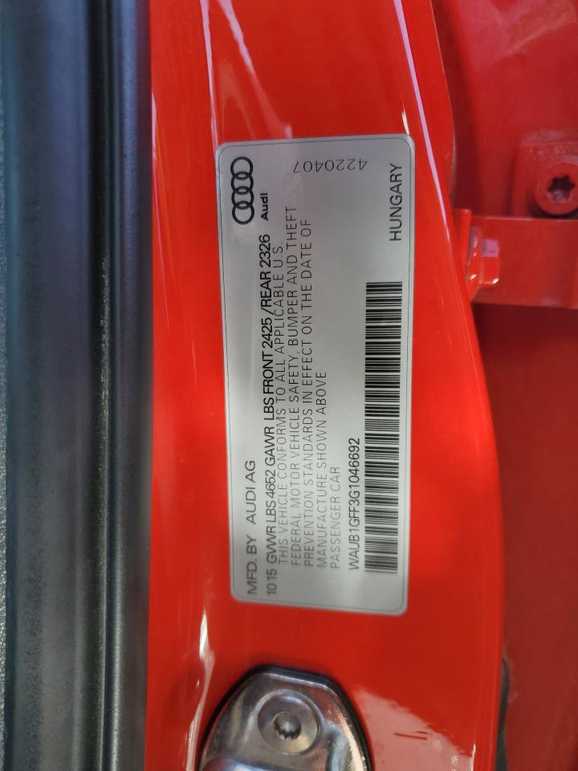 MFD. BY AUDI AG
10 15 GVWR LBS 4652 GAWR LBS FRONT 2425 /REAR 2326
THIS VEHICLE CONFORMS TO ALL APPLICABLE U.S.
FEDERAL MOTOR VEHICLE SAFETY, BUMPER AND THEFT
PREVENTION STANDARDS IN EFFECT ON THE DATE OF
MANUFACTURE SHOWN ABOVE
PASSENGER CAR
WAUB1GFF3G1046692
Audi
4220407
HUNGARY